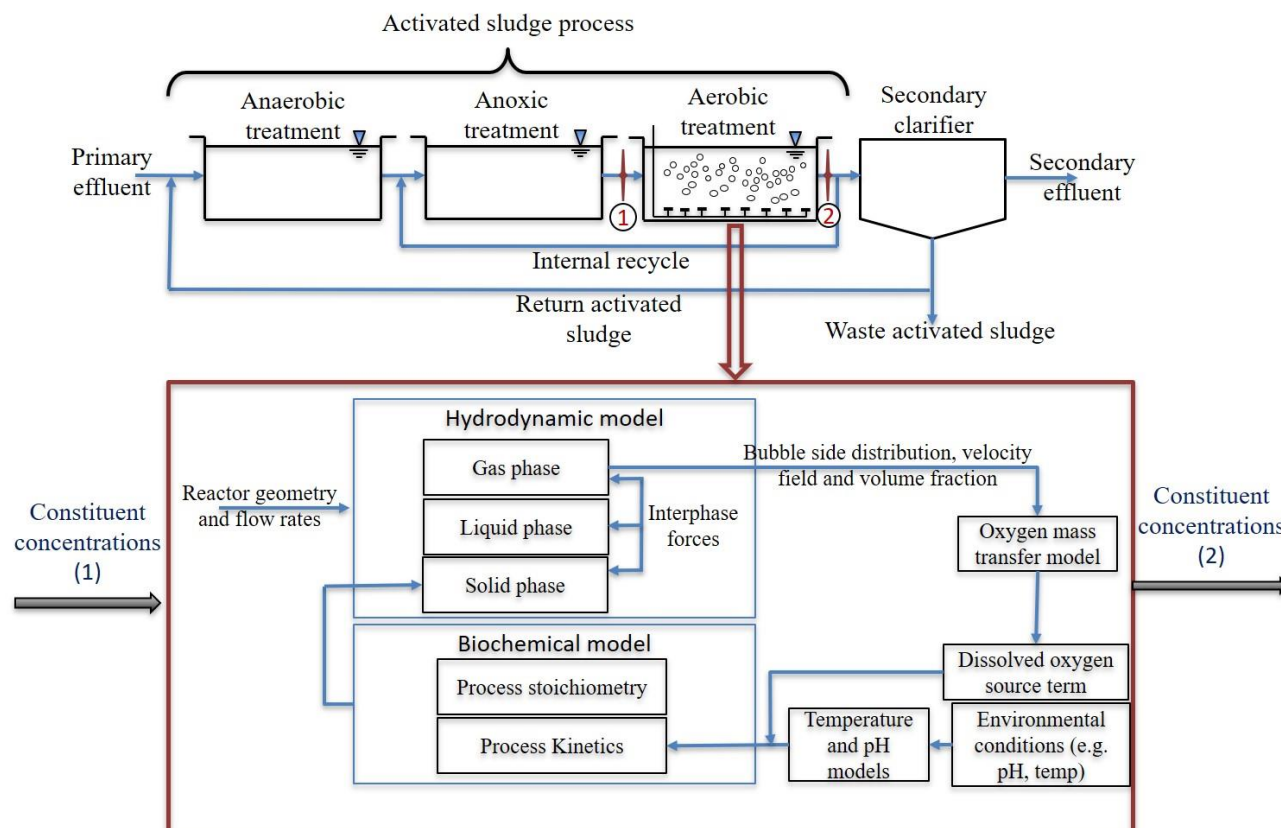 Activated sludge process
Anaerobic
treatment
Anoxic
treatment
Aerobic
treatment
Secondary
clarifier
Primary
effluent
Secondary
effluent
1
2
Internal recycle
Return activated
sludge
Waste activated sludge
Hydrodynamic model
Gas phase
Liquid phase
Solid phase
Interphase
forces
Reactor geometry
and flow rates
Bubble side distribution, velocity
field and volume fraction
Constituent
concentrations
(1)
Oxygen mass
transfer model
Constituent
concentrations
(2)
Biochemical model
Process stoichiometry
Process Kinetics
Dissolved oxygen
source term
Temperature
and pH
models
Environmental
conditions (e.g.
pH, temp)